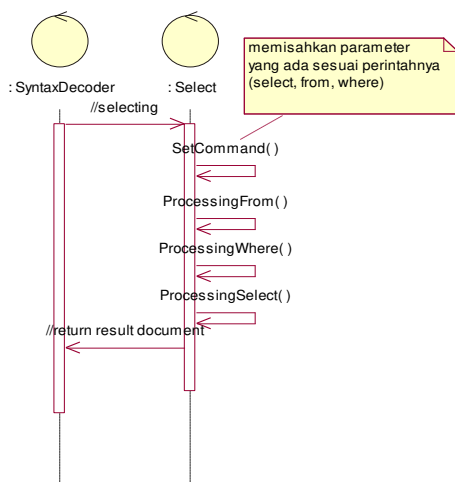 memisahkan parameter
yang ada sesuai perintahnya
(select, from, where)
: SyntaxDecoder
: Select
//selecting
SetCommand( )
ProcessingFrom( )
ProcessingWhere( )
ProcessingSelect( )
//return result document